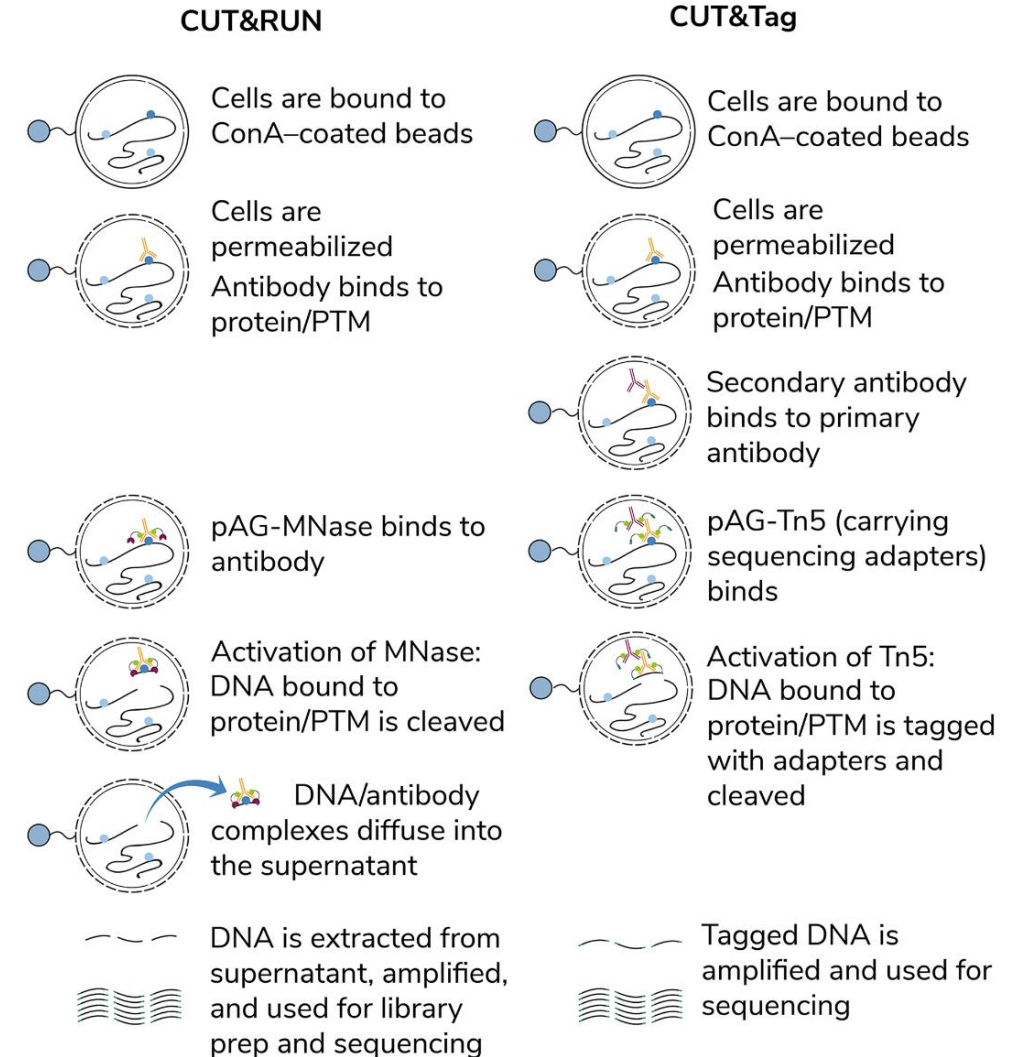 CUT&RUN
Cells are bound to
ConA–coated beads
Cells are
permeabilized
Antibody binds to
protein/PTM
pAG-MNase binds to
antibody
Activation of MNase:
DNA bound to
protein/PTM is cleaved
DNA/antibody
complexes diffuse into
the supernatant
DNA is extracted from
supernatant, amplified,
and used for library
prep and sequencing
CUT&Tag
Cells are bound to
ConA–coated beads
Cells are
permeabilized
Antibody binds to
protein/PTM
Secondary antibody
binds to primary
antibody
pAG-Tn5 (carrying
sequencing adapters)
binds
Activation of Tn5:
DNA bound to
protein/PTM is tagged
with adapters and
cleaved
Tagged DNA is
amplified and used for
sequencing